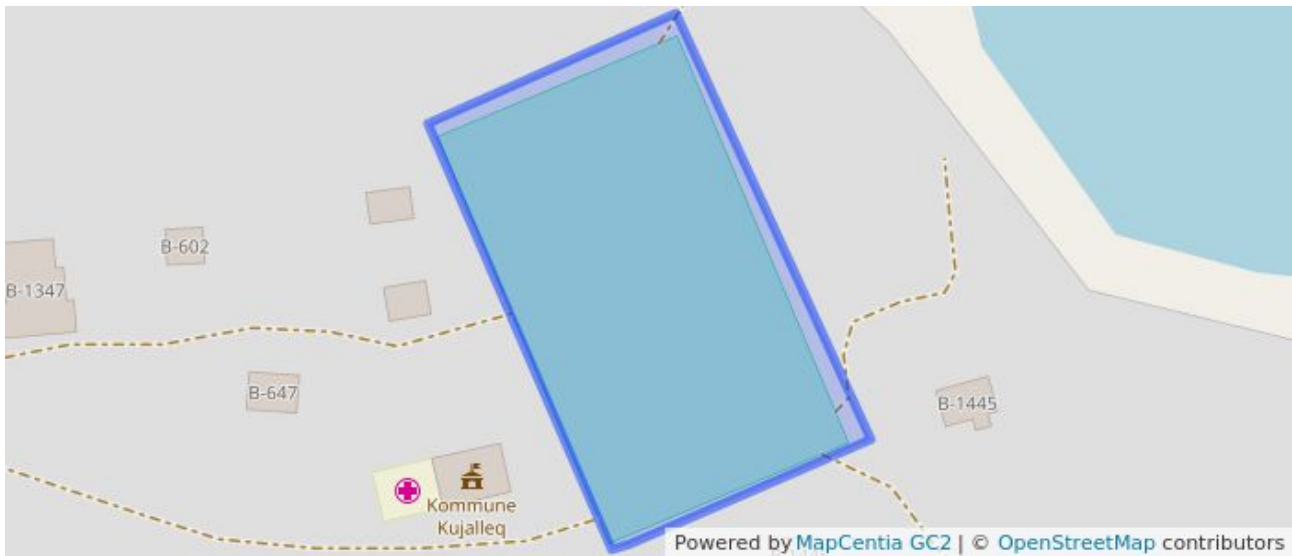 B-602
B-1347
B-647
B-1445
Kommune
Kujalleq
Powered by MapCentia GC2 | © OpenStreetMap contributors